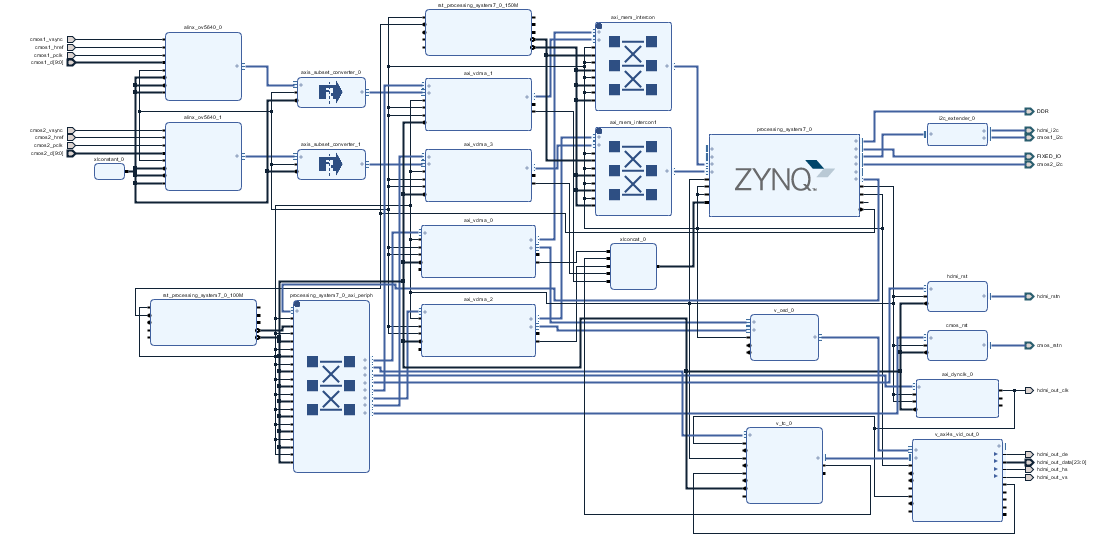 rst_processing_system7_0_150M
axi_mem_intercon
alinx_ov5640_0
cmos1_vsync
cmos1_href
cmos1_pclk
cmos1_d[9:0]
axis_subset_converter_0
axi_vdma_1
DDR
i2c_extender_0
alinx_ov5640_1
axi_mem_intercon1
processing_system7_0
hdmi_i2c
cmos1_i2c
cmos2_vsync
cmos2_href
cmos2_pclk
cmos2_d[9:0]
axis_subset_converter_1
axi_vdma_3
FIXED_IO
cmos2_i2c
xlconstant_0
ZYNQ
axi_vdma_0
xlconcat_0
hdmi_rst
rst_processing_system7_0_100M
processing_system7_0_axi_periph
axi_vdma_2
hdmi_rstn
v_osd_0
cmos_rst
cmos_rstn
axi_dynclk_0
hdmi_out_clk
v_tc_0
v_axi4s_vid_out_0
hdmi_out_de
hdmi_out_data[23:0]
hdmi_out_hs
hdmi_out_vs